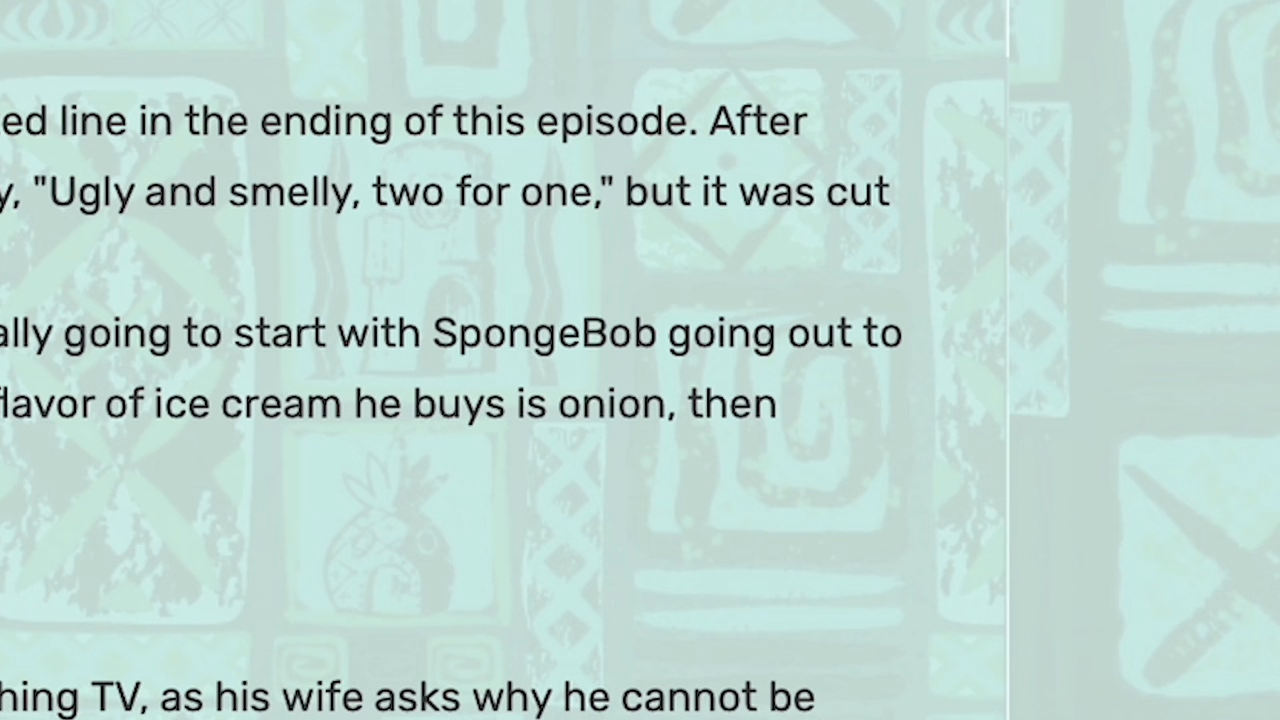 ed line in the ending of this episode. After
y, "Ugly and smelly, two for one," but it was cut
ally going to start with SpongeBob going out to
flavor of ice cream he buys is onion, then
hing TV, as his wife asks why he cannot be